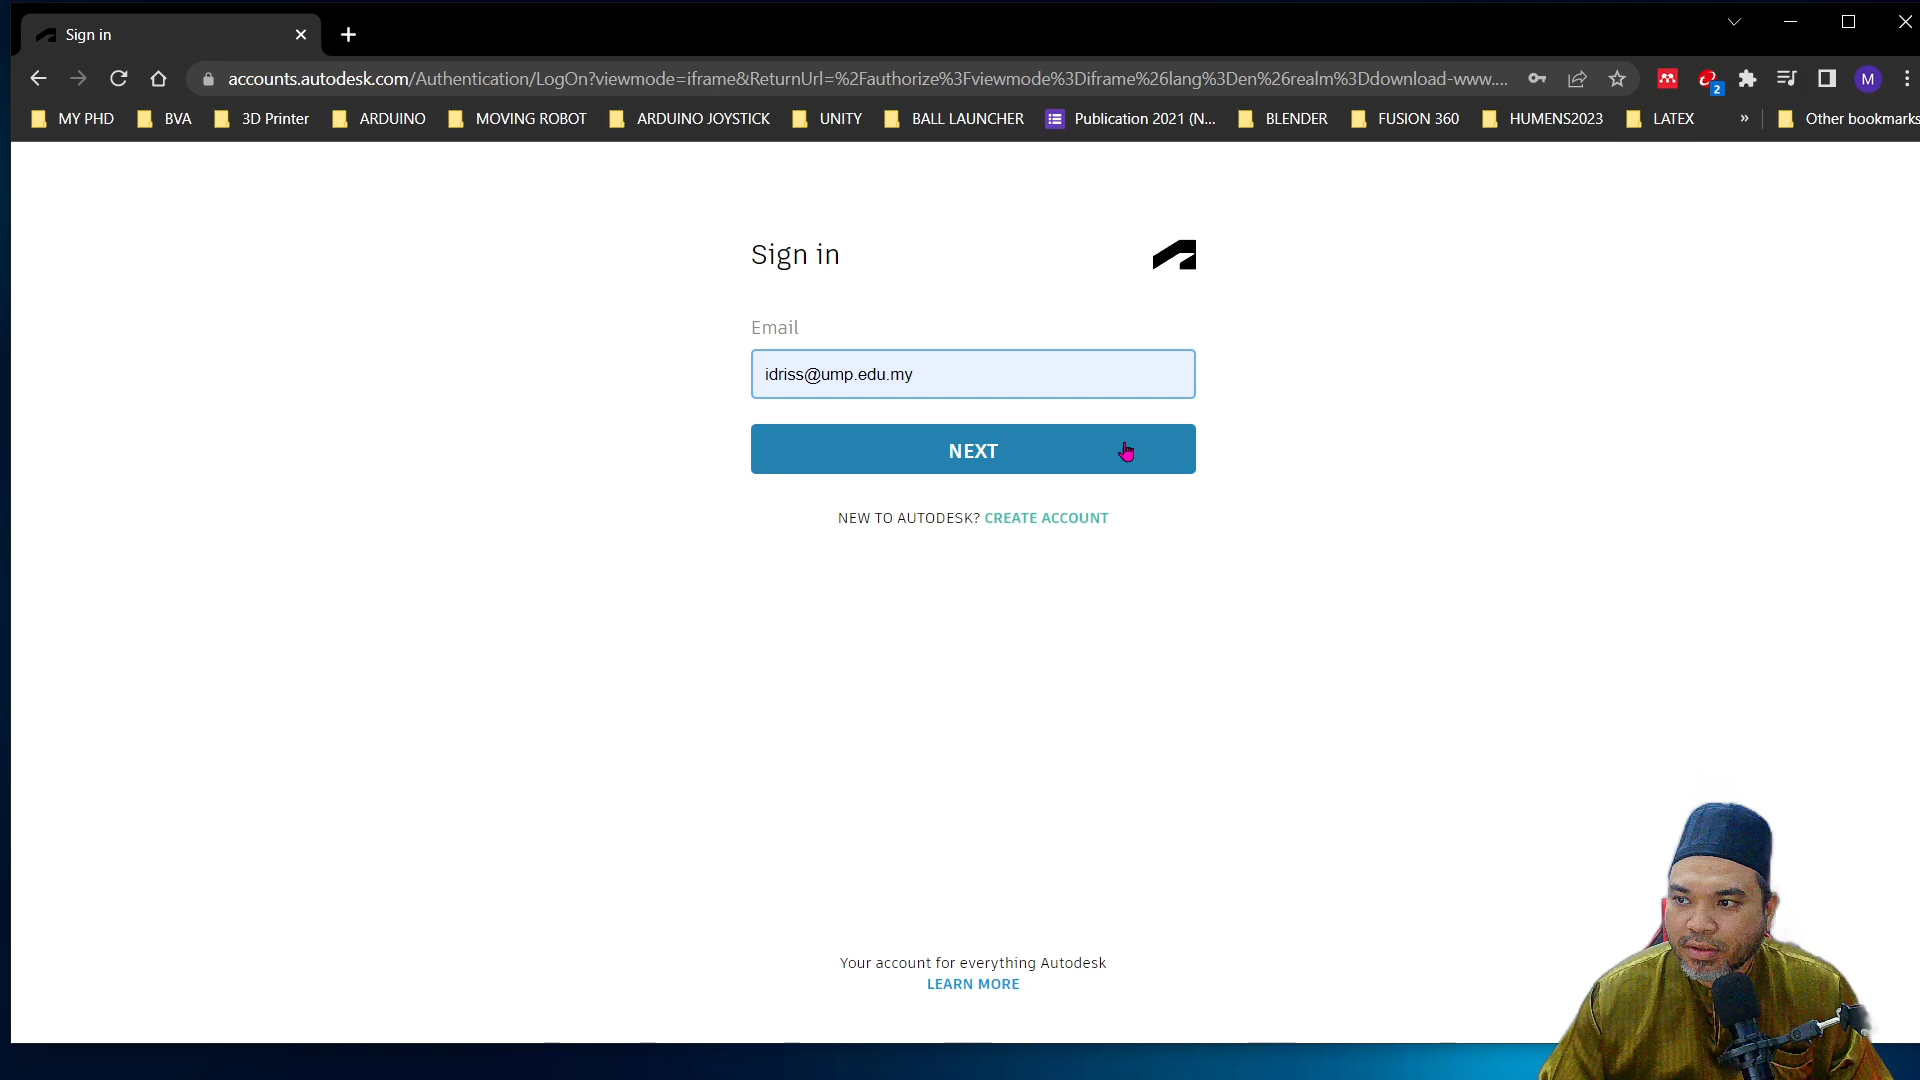 Sign in
accounts.autodesk.com/Authentication/LogOn?viewmode=iframe&ReturnUrl=%2Fauthorize%3Fviewmode%3Diframe%26lang%3Den%26realm%3Ddownload-www....
2
M
MY PHD BVA 3D Printer ARDUINO MOVING ROBOT ARDUINO JOYSTICK UNITY BALL LAUNCHER Publication 2021 (N... BLENDER FUSION 360 HUMENS2023 LATEX » Other bookmarks
Sign in
Email
idriss@ump.edu.my
NEXT
NEW TO AUTODESK? CREATE ACCOUNT
Your account for everything Autodesk
LEARN MORE